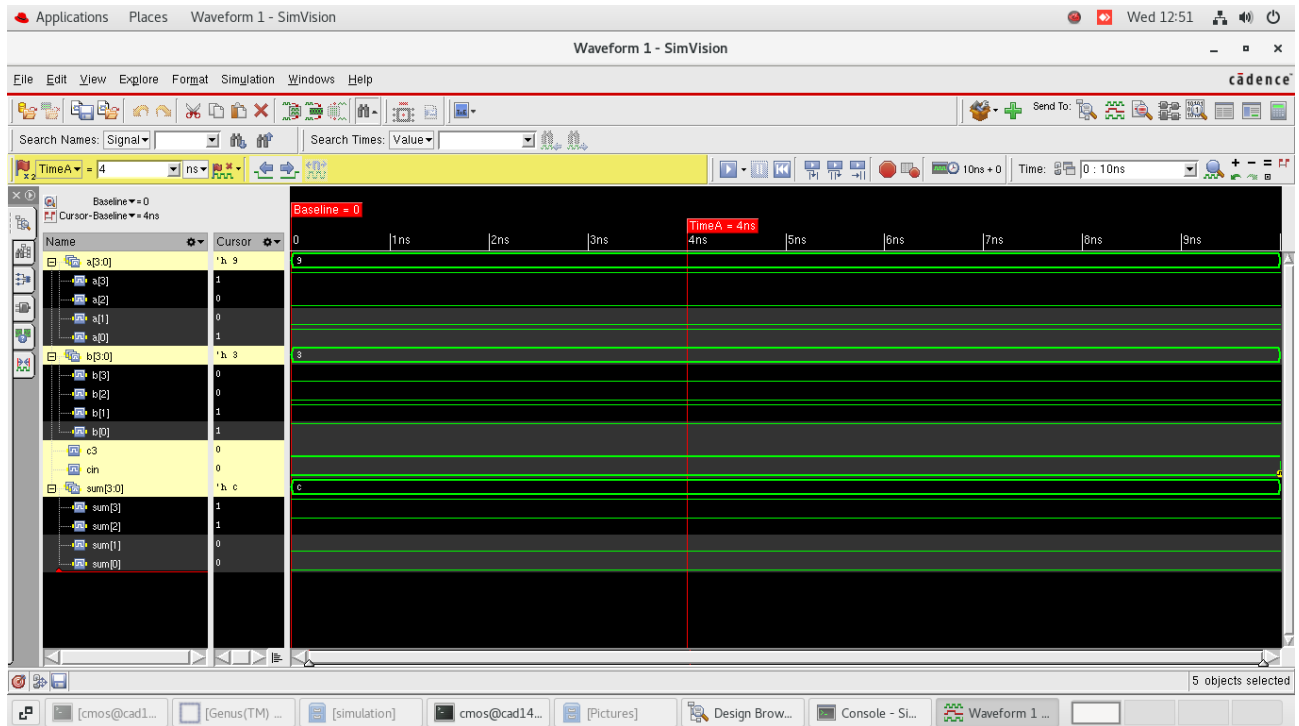 Applications Places Waveform 1 - SimVision Wed 12:51
Waveform 1 - SimVision
File Edit View Explore Format Simulation Windows Help cādence
Send To:
Search Names: Signal Search Times: Value
x2 TimeA = 4 ns 10ns + 0 Time: 0 : 10ns
Baseline = 0
Cursor-Baseline = 4ns
Baseline = 0
TimeA = 4ns
Name Cursor 0 1ns 2ns 3ns 4ns 5ns 6ns 7ns 8ns 9ns
a[3:0] 'h 9 9
a[3] 1
a[2] 0
a[1] 0
a[0] 1
b[3:0] 'h 3 3
b[3] 0
b[2] 0
b[1] 1
b[0] 1
c3 0
cin 0
sum[3:0] 'h c c
sum[3] 1
sum[2] 1
sum[1] 0
sum[0] 0
5 objects selected
[cmos@cad1... [Genus(TM) ... [simulation] cmos@cad14... [Pictures] Design Brow... Console - Si... Waveform 1 ...